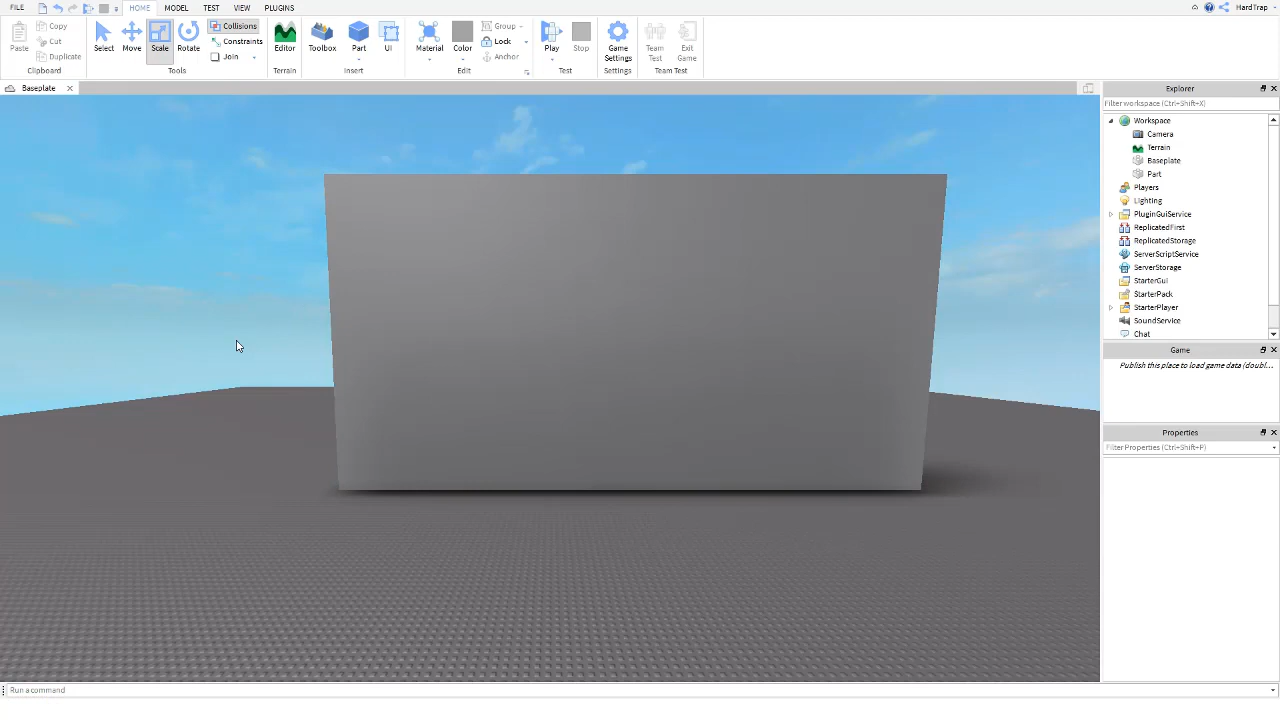 FILE HOME MODEL TEST VIEW PLUGINS HardTrap
Copy Collisions Group
Cut Constraints Lock
Paste Duplicate Select Move Scale Rotate Join Editor Toolbox Part UI Material Color Anchor Play Stop Game Settings Team Test Exit Game
Clipboard Tools Terrain Insert Edit Test Settings Team Test
Baseplate Explorer
Filter workspace (Ctrl+Shift+X)
Workspace
Camera
Terrain
Baseplate
Part
Players
Lighting
PluginGuiService
ReplicatedFirst
ReplicatedStorage
ServerScriptService
ServerStorage
StarterGui
StarterPack
StarterPlayer
SoundService
Chat
Game
Publish this place to load game data (doubl...
Properties
Filter Properties (Ctrl+Shift+P)
Run a command